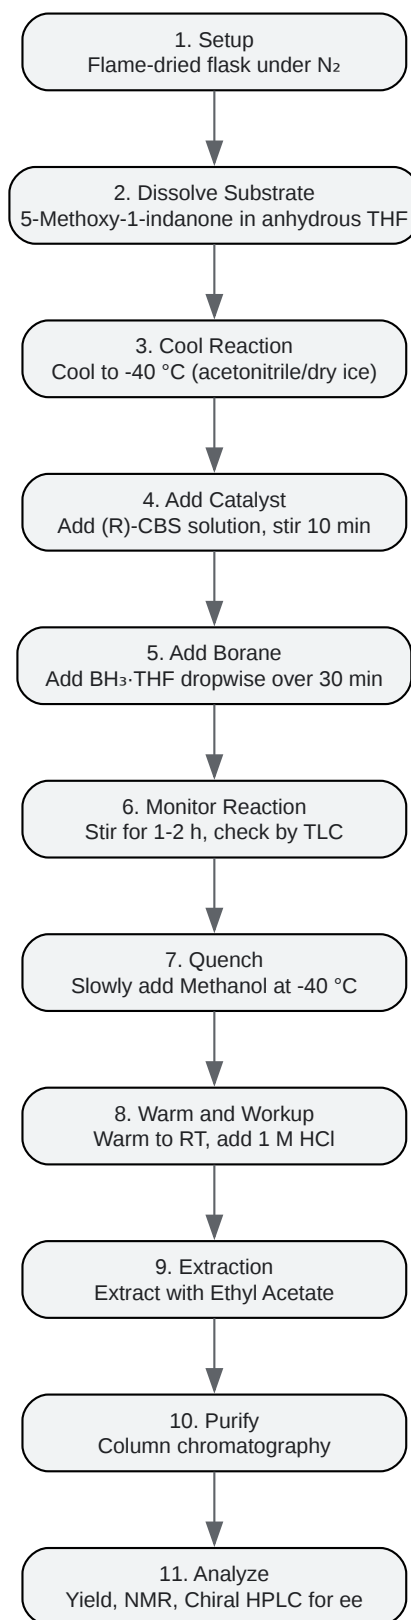 1. Setup
Flame-dried flask under N₂
2. Dissolve Substrate
5-Methoxy-1-indanone in anhydrous THF
3. Cool Reaction
Cool to -40 °C (acetonitrile/dry ice)
4. Add Catalyst
Add (R)-CBS solution, stir 10 min
5. Add Borane
Add BH₃·THF dropwise over 30 min
6. Monitor Reaction
Stir for 1-2 h, check by TLC
7. Quench
Slowly add Methanol at -40 °C
8. Warm and Workup
Warm to RT, add 1 M HCl
9. Extraction
Extract with Ethyl Acetate
10. Purify
Column chromatography
11. Analyze
Yield, NMR, Chiral HPLC for ee